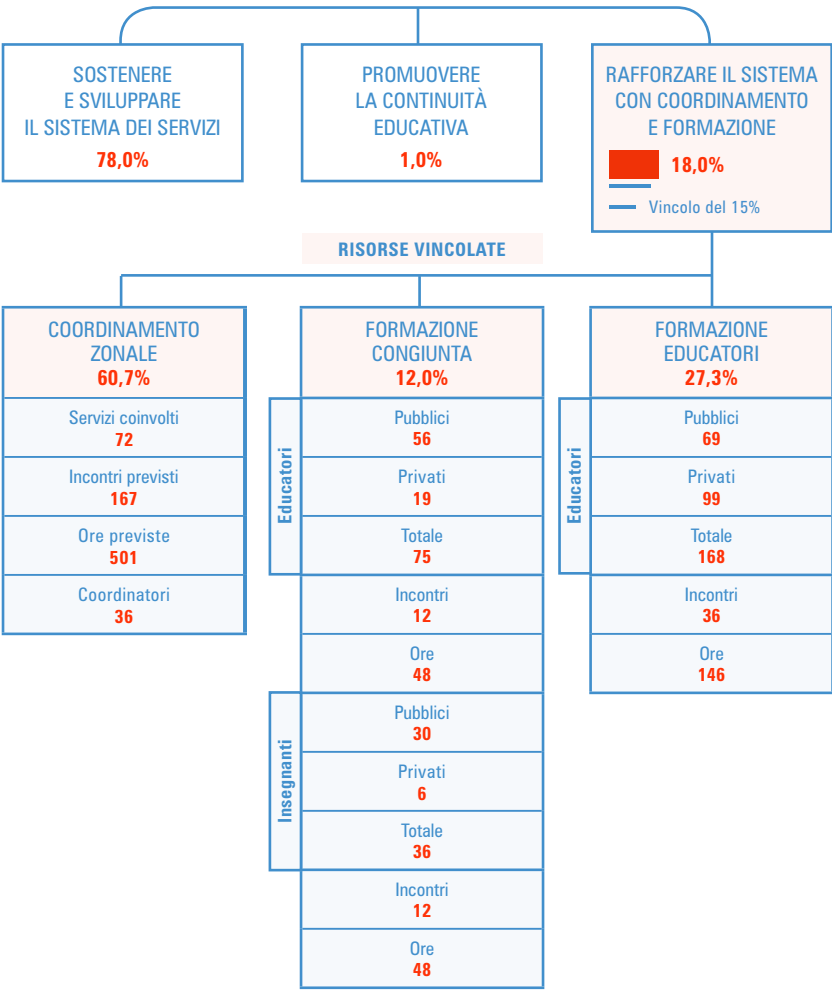 SOSTENERE
E SVILUPPARE
IL SISTEMA DEI SERVIZI
78,0%
PROMUOVERE
LA CONTINUITÀ
EDUCATIVA
1,0%
RAFFORZARE IL SISTEMA
CON COORDINAMENTO
E FORMAZIONE
18,0%
Vincolo del 15%
RISORSE VINCOLATE
COORDINAMENTO
ZONALE
60,7%
Servizi coinvolti
72
Incontri previsti
167
Ore previste
501
Coordinatori
36
FORMAZIONE
CONGIUNTA
12,0%
Educatori
Pubblici
56
Privati
19
Totale
75
Incontri
12
Ore
48
Insegnanti
Pubblici
30
Privati
6
Totale
36
Incontri
12
Ore
48
FORMAZIONE
EDUCATORI
27,3%
Educatori
Pubblici
69
Privati
99
Totale
168
Incontri
36
Ore
146